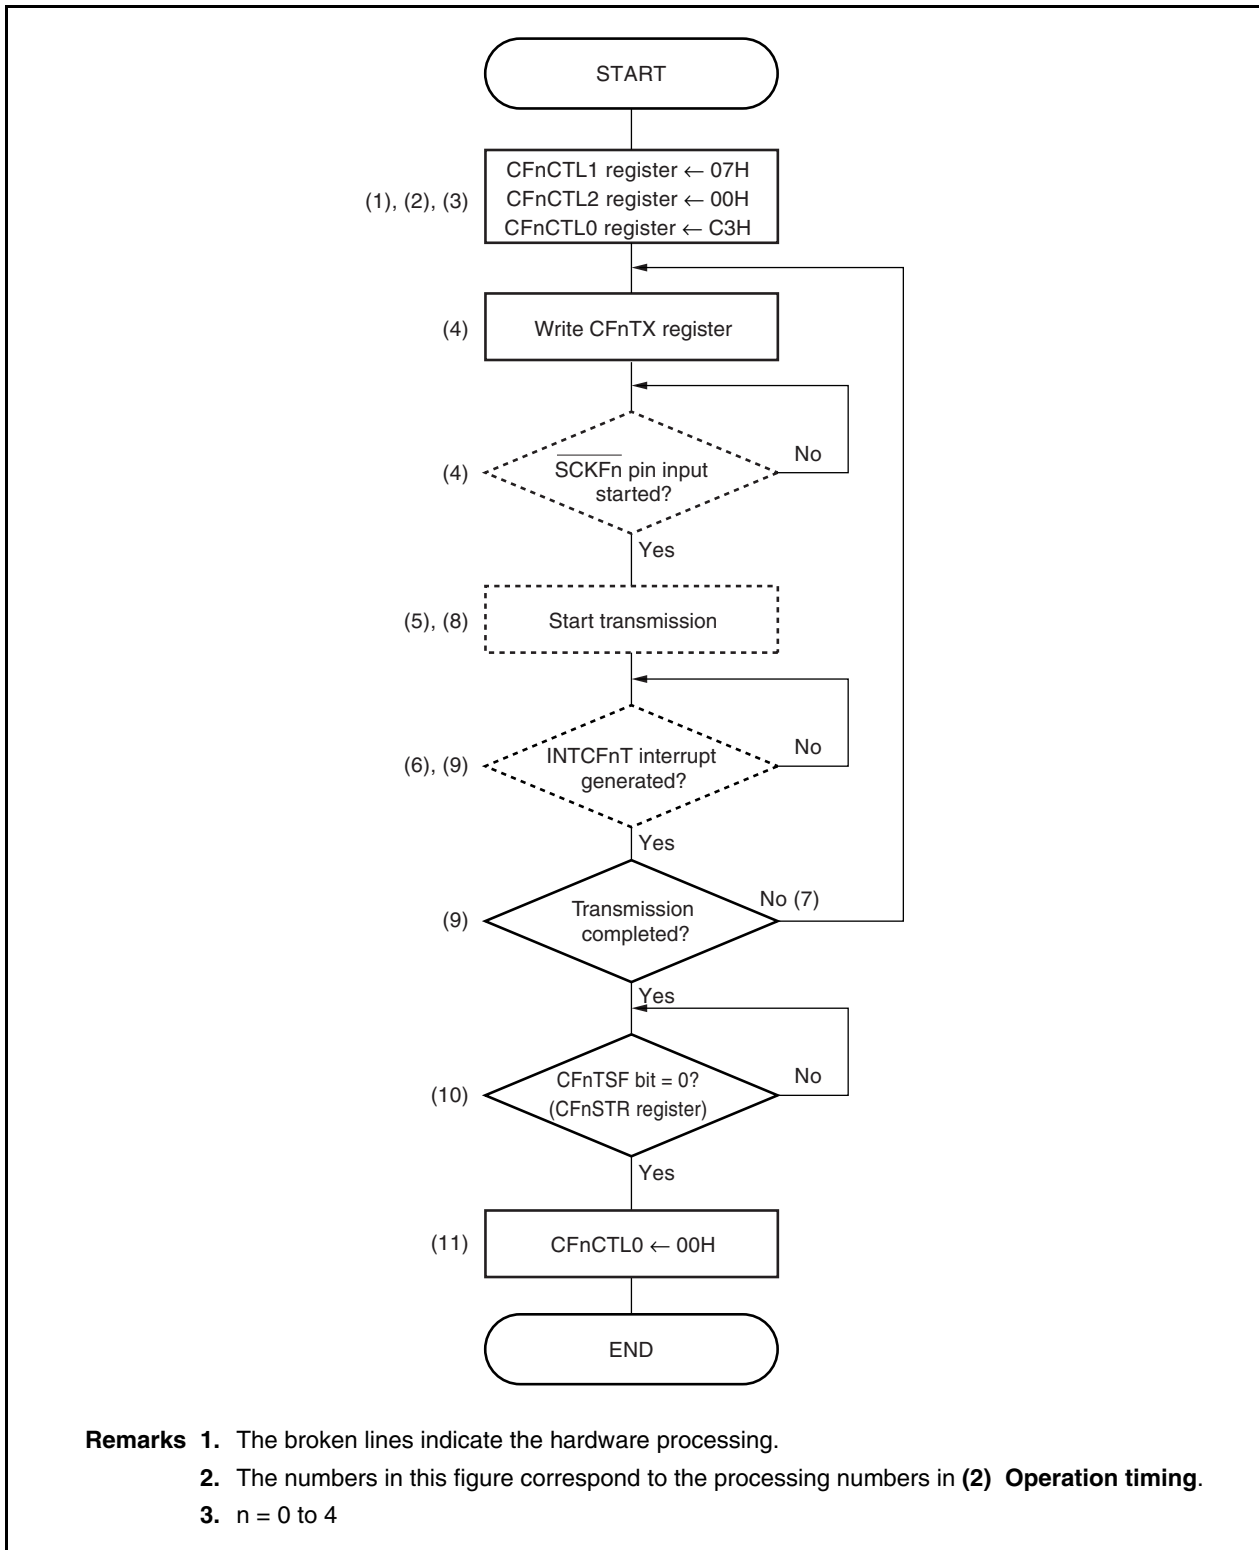 START
CFnCTL1 register ← 07H
(1), (2), (3)
CFnCTL2 register ← 00H
CFnCTL0 register ← C3H
(4)
Write CFnTX register
(4)
SCKFn pin input
started?
No
Yes
(5), (8)
Start transmission
(6), (9)
INTCFnT interrupt
generated?
No
Yes
(9)
Transmission
completed?
No (7)
Yes
(10)
CFnTSF bit = 0?
(CFnSTR register)
No
Yes
(11)
CFnCTL0 ← 00H
END
Remarks 1. The broken lines indicate the hardware processing.
2. The numbers in this figure correspond to the processing numbers in (2) Operation timing.
3. n = 0 to 4